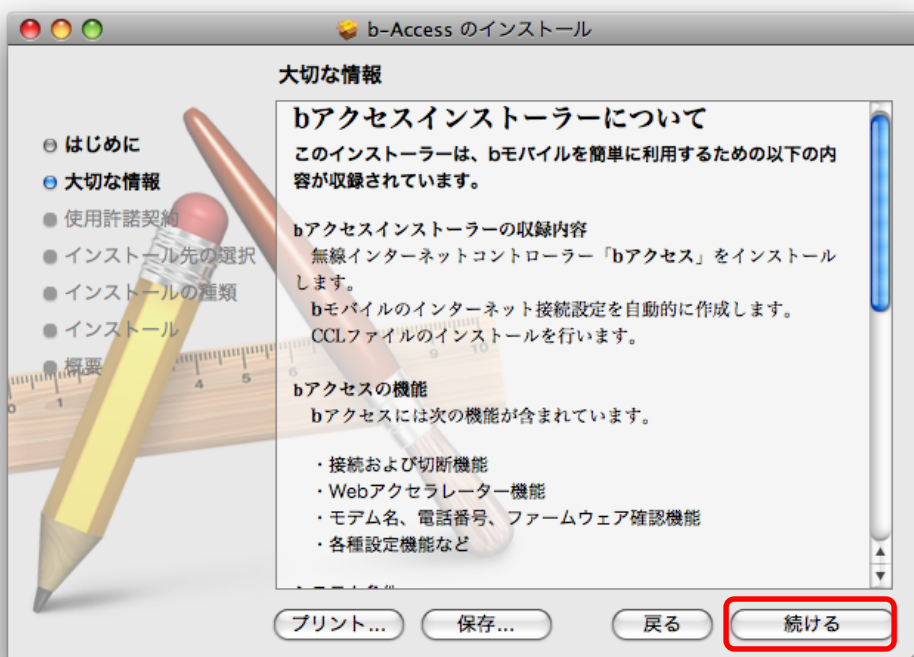 b-Access のインストール
大切な情報
はじめに
大切な情報
使用許諾契約
インストール先の選択
インストールの種類
インストール
概要
bアクセスインストーラーについて
このインストーラーは、bモバイルを簡単に利用するための以下の内
容が収録されています。
bアクセスインストーラーの収録内容
無線インターネットコントローラー「bアクセス」をインストール
します。
bモバイルのインターネット接続設定を自動的に作成します。
CCLファイルのインストールを行います。
bアクセスの機能
bアクセスには次の機能が含まれています。
・接続および切断機能
・Webアクセラレーター機能
・モデム名、電話番号、ファームウェア確認機能
・各種設定機能など
プリント... 保存... 戻る 続ける
0 1 4 5 6 9 10